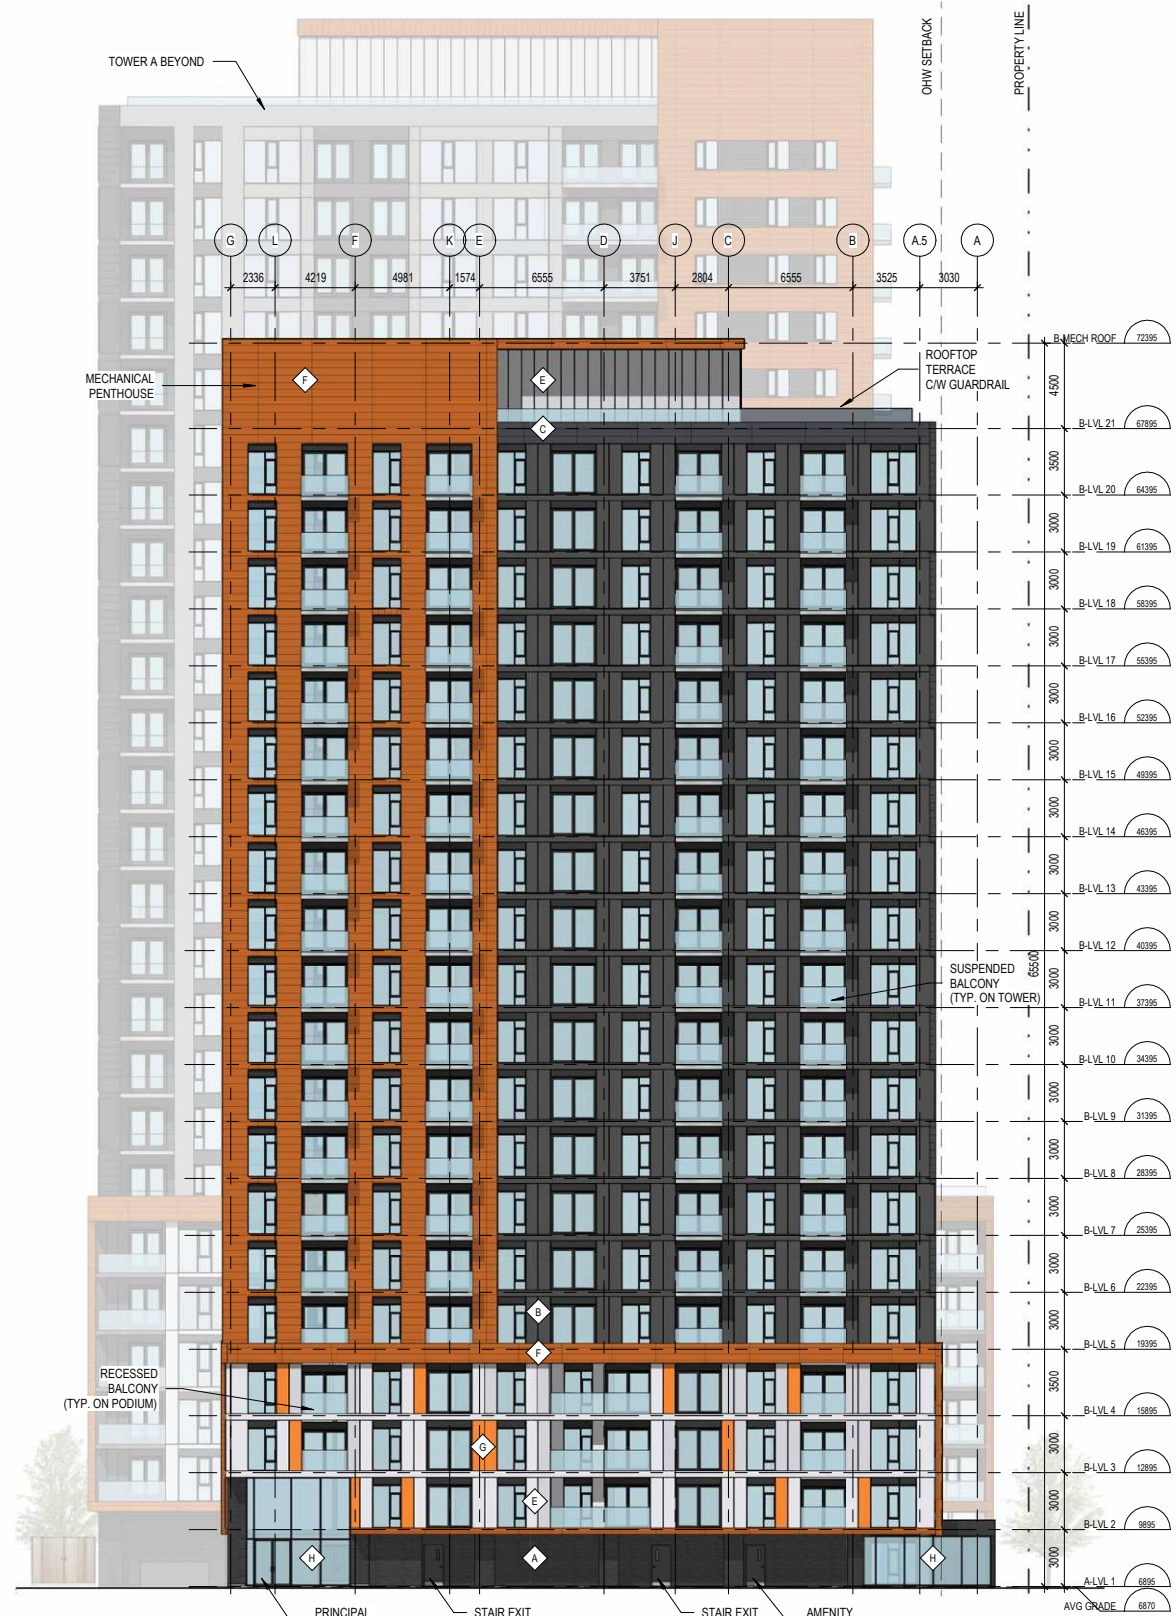 OHW SETBACK
PROPERTY LINE
TOWER A BEYOND
G L F K E D J C B A.5 A
2336 4219 4981 1574 6555 3751 2804 6555 3525 3030
B-MECH ROOF 72395
MECHANICAL
PENTHOUSE
F
E
ROOFTOP
TERRACE
C/W GUARDRAIL
4500
C
B-LVL 21 67895
3500
B-LVL 20 64395
3000
B-LVL 19 61395
3000
B-LVL 18 58395
3000
B-LVL 17 55395
3000
B-LVL 16 52395
3000
B-LVL 15 49395
3000
B-LVL 14 46395
3000
B-LVL 13 43395
3000
B-LVL 12 40395
65500
3000
SUSPENDED
BALCONY
(TYP. ON TOWER)
B-LVL 11 37395
3000
B-LVL 10 34395
3000
B-LVL 9 31395
3000
B-LVL 8 28395
3000
B-LVL 7 25395
3000
B-LVL 6 22395
B
3000
B-LVL 5 19395
F
RECESSED
BALCONY
(TYP. ON PODIUM)
3500
B-LVL 4 15895
G
3000
B-LVL 3 12895
E
3000
B-LVL 2 9895
H
A
H
3000
A-LVL 1 6895
AVG GRADE 6870
PRINCIPAL
STAIR EXIT
STAIR EXIT
AMENITY